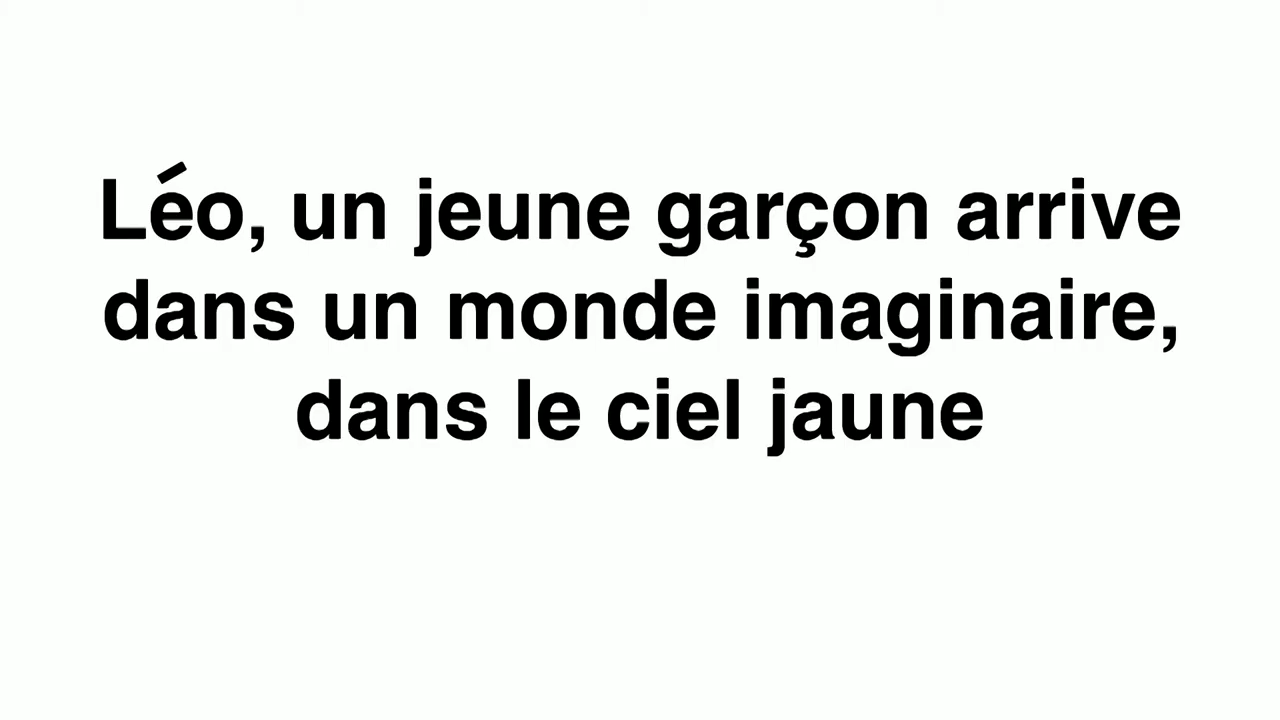 Léo, un jeune garçon arrive
dans un monde imaginaire,
dans le ciel jaune